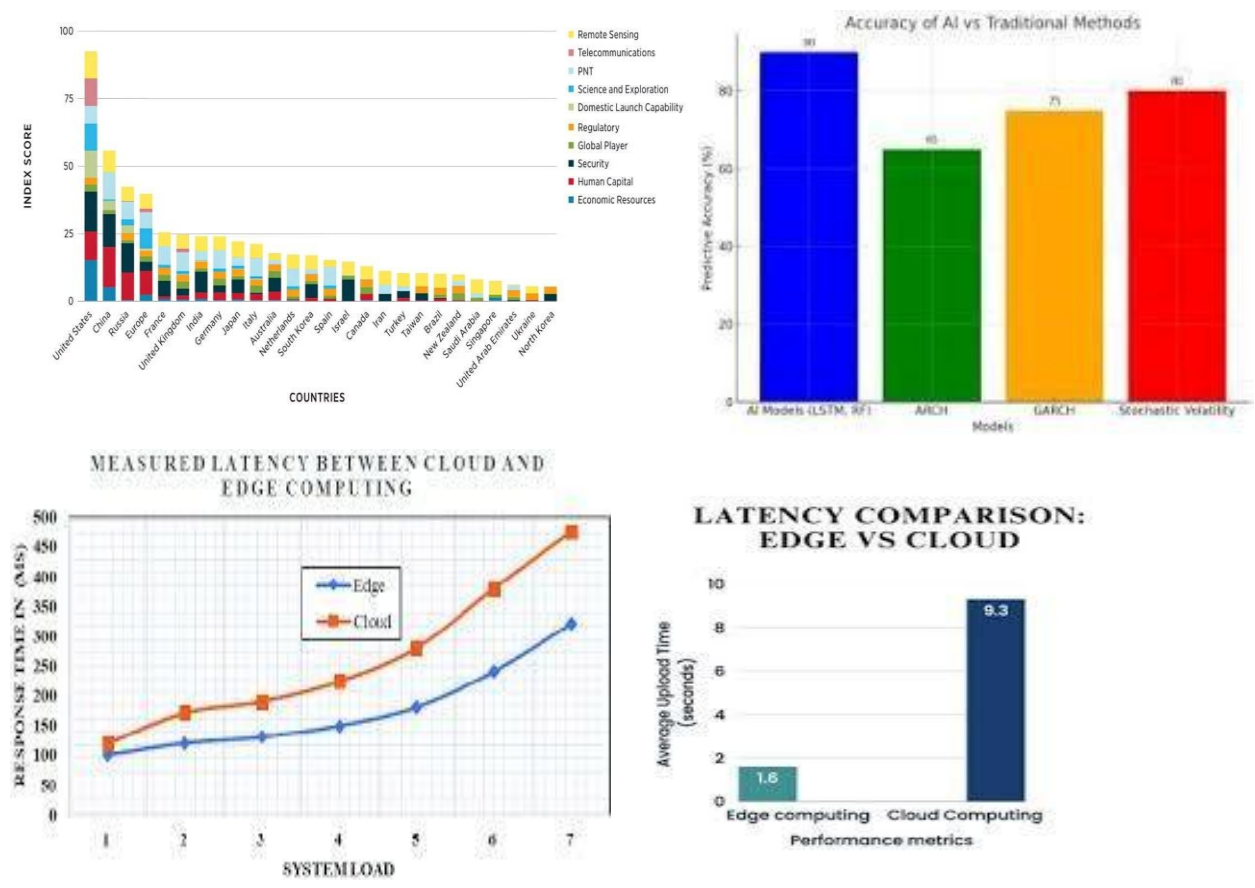 100
75
50
25
0
INDEX SCORE
United States
China
Russia
Europe
France
United Kingdom
India
Germany
Japan
Italy
Australia
Netherlands
South Korea
Spain
Israel
Canada
Iran
Turkey
Taiwan
Brazil
New Zealand
Saudi Arabia
Singapore
United Arab Emirates
Ukraine
North Korea
COUNTRIES
Remote Sensing
Telecommunications
PNT
Science and Exploration
Domestic Launch Capability
Regulatory
Global Player
Security
Human Capital
Economic Resources
Accuracy of AI vs Traditional Methods
90
65
75
80
Predictive Accuracy (%)
80
60
40
20
0
AI Models (LSTM, RF)
ARCH
GARCH
Stochastic Volatility
Models
MEASURED LATENCY BETWEEN CLOUD AND
EDGE COMPUTING
RESPONSE TIME IN (MS)
500
450
400
350
300
250
200
150
100
50
0
Edge
Cloud
1 2 3 4 5 6 7
SYSTEM LOAD
LATENCY COMPARISON:
EDGE VS CLOUD
Average Upload Time
(seconds)
10
8
6
4
2
0
1.6
9.3
Edge computing
Cloud Computing
Performance metrics